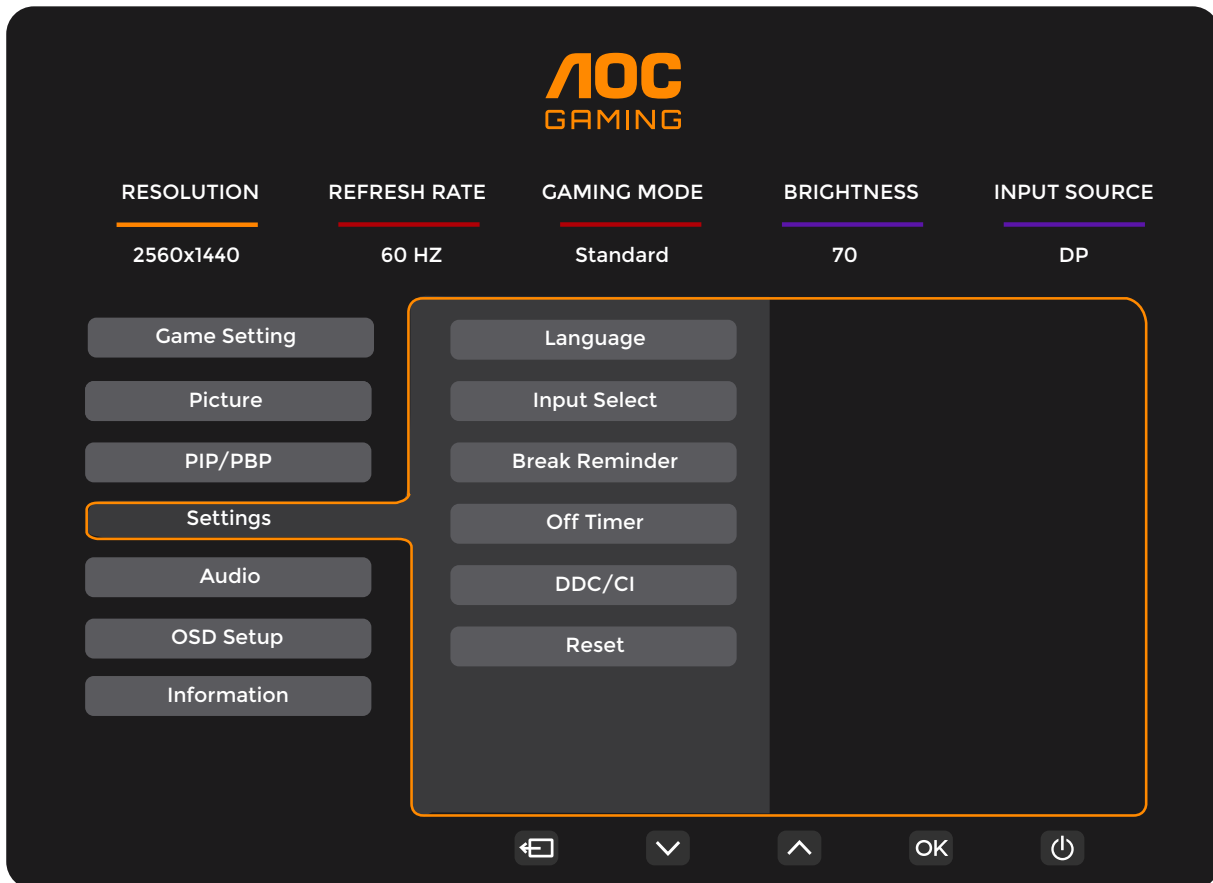 AOC
GAMING
RESOLUTION REFRESH RATE GAMING MODE BRIGHTNESS INPUT SOURCE
2560x1440 60 HZ Standard 70 DP
Game Setting
Picture
PIP/PBP
Settings
Audio
OSD Setup
Information
Language
Input Select
Break Reminder
Off Timer
DDC/CI
Reset
OK